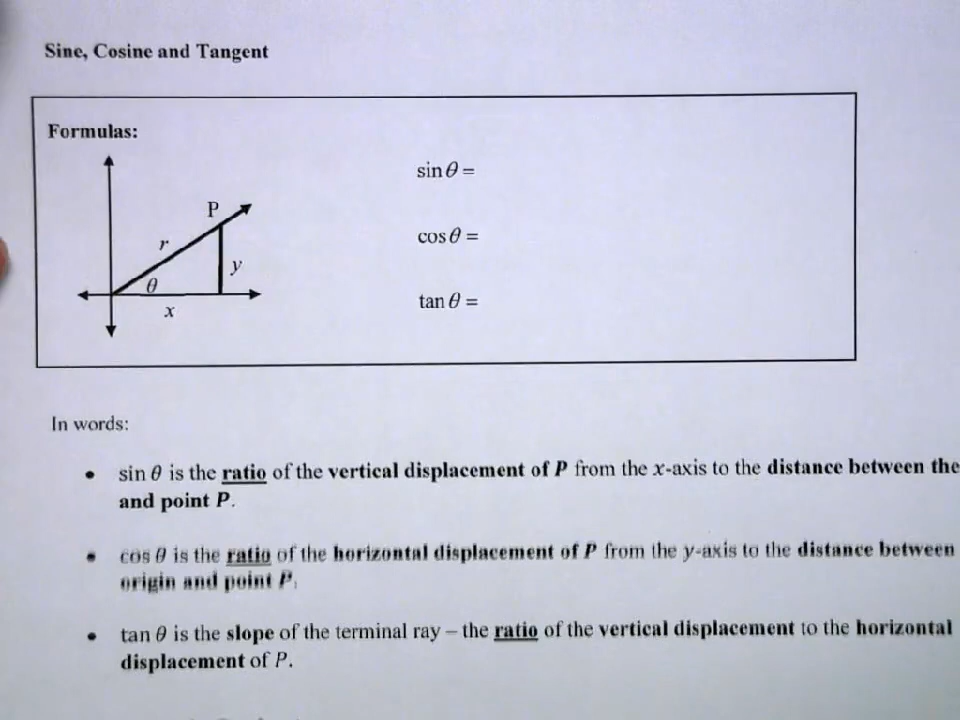 Sine, Cosine and Tangent
Formulas:
sin θ =
P
r
cos θ =
y
θ
tan θ =
x
In words:
• sin θ is the ratio of the vertical displacement of P from the x-axis to the distance between the
and point P.
• cos θ is the ratio of the horizontal displacement of P from the y-axis to the distance between
origin and point P.
• tan θ is the slope of the terminal ray – the ratio of the vertical displacement to the horizontal
displacement of P.